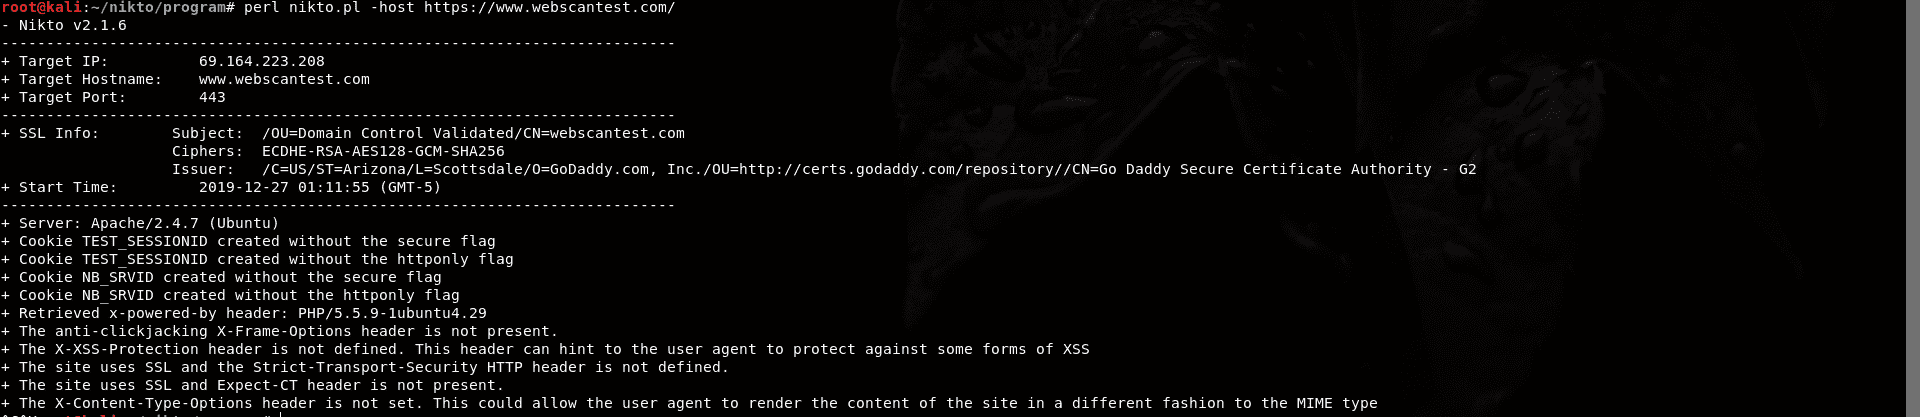 root@kali:~/nikto/program# perl nikto.pl -host https://www.webscantest.com/
- Nikto v2.1.6
---------------------------------------------------------------------------
+ Target IP:          69.164.223.208
+ Target Hostname:    www.webscantest.com
+ Target Port:        443
---------------------------------------------------------------------------
+ SSL Info:        Subject:  /OU=Domain Control Validated/CN=webscantest.com
                   Ciphers:  ECDHE-RSA-AES128-GCM-SHA256
                   Issuer:   /C=US/ST=Arizona/L=Scottsdale/O=GoDaddy.com, Inc./OU=http://certs.godaddy.com/repository//CN=Go Daddy Secure Certificate Authority - G2
+ Start Time:         2019-12-27 01:11:55 (GMT-5)
---------------------------------------------------------------------------
+ Server: Apache/2.4.7 (Ubuntu)
+ Cookie TEST_SESSIONID created without the secure flag
+ Cookie TEST_SESSIONID created without the httponly flag
+ Cookie NB_SRVID created without the secure flag
+ Cookie NB_SRVID created without the httponly flag
+ Retrieved x-powered-by header: PHP/5.5.9-1ubuntu4.29
+ The anti-clickjacking X-Frame-Options header is not present.
+ The X-XSS-Protection header is not defined. This header can hint to the user agent to protect against some forms of XSS
+ The site uses SSL and the Strict-Transport-Security HTTP header is not defined.
+ The site uses SSL and Expect-CT header is not present.
+ The X-Content-Type-Options header is not set. This could allow the user agent to render the content of the site in a different fashion to the MIME type